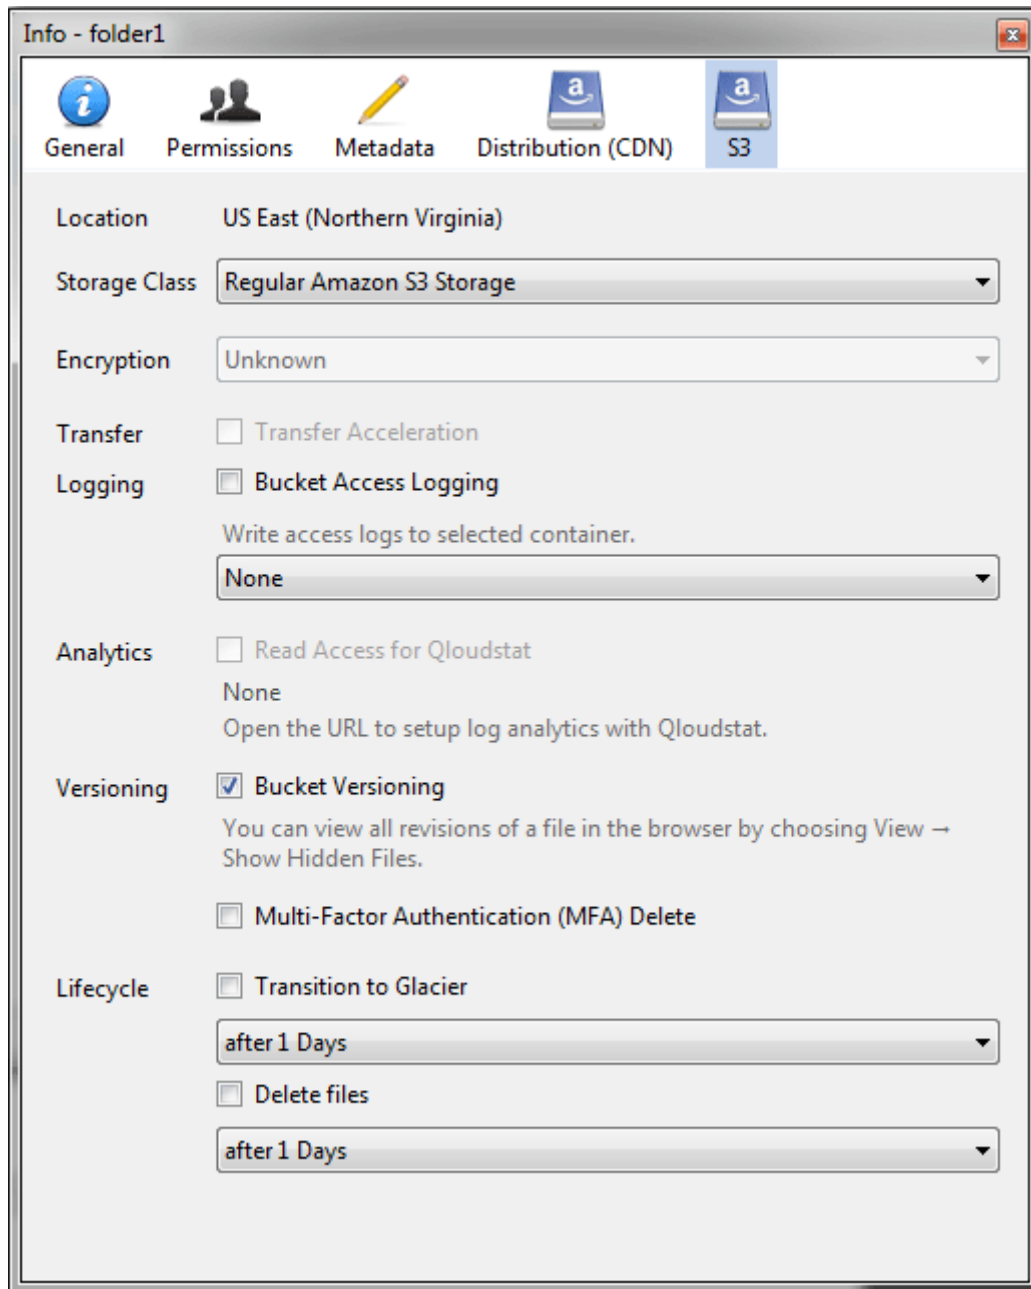 Info - folder1
General Permissions Metadata Distribution (CDN) S3
Location US East (Northern Virginia)
Storage Class Regular Amazon S3 Storage
Encryption Unknown
Transfer Transfer Acceleration
Logging Bucket Access Logging
Write access logs to selected container.
None
Analytics Read Access for Qloudstat
None
Open the URL to setup log analytics with Qloudstat.
Versioning Bucket Versioning
You can view all revisions of a file in the browser by choosing View →
Show Hidden Files.
Multi-Factor Authentication (MFA) Delete
Lifecycle Transition to Glacier
after 1 Days
Delete files
after 1 Days